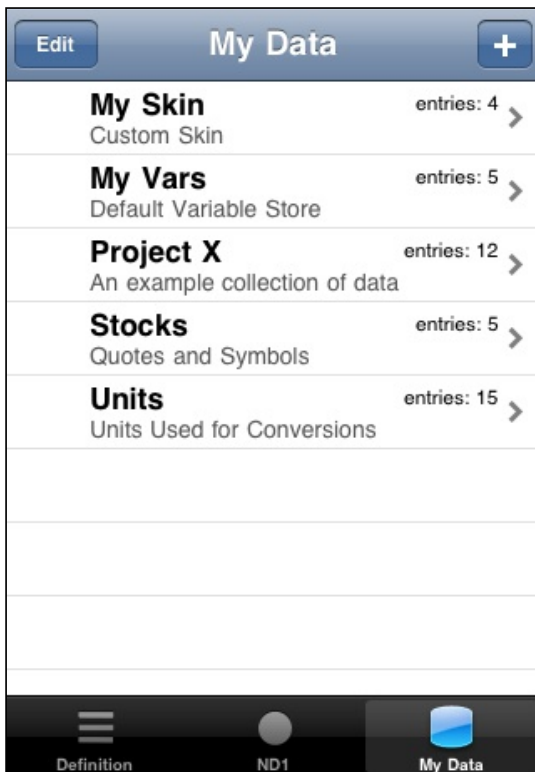 Edit My Data +
My Skin entries: 4
Custom Skin
My Vars entries: 5
Default Variable Store
Project X entries: 12
An example collection of data
Stocks entries: 5
Quotes and Symbols
Units entries: 15
Units Used for Conversions
Definition ND1 My Data